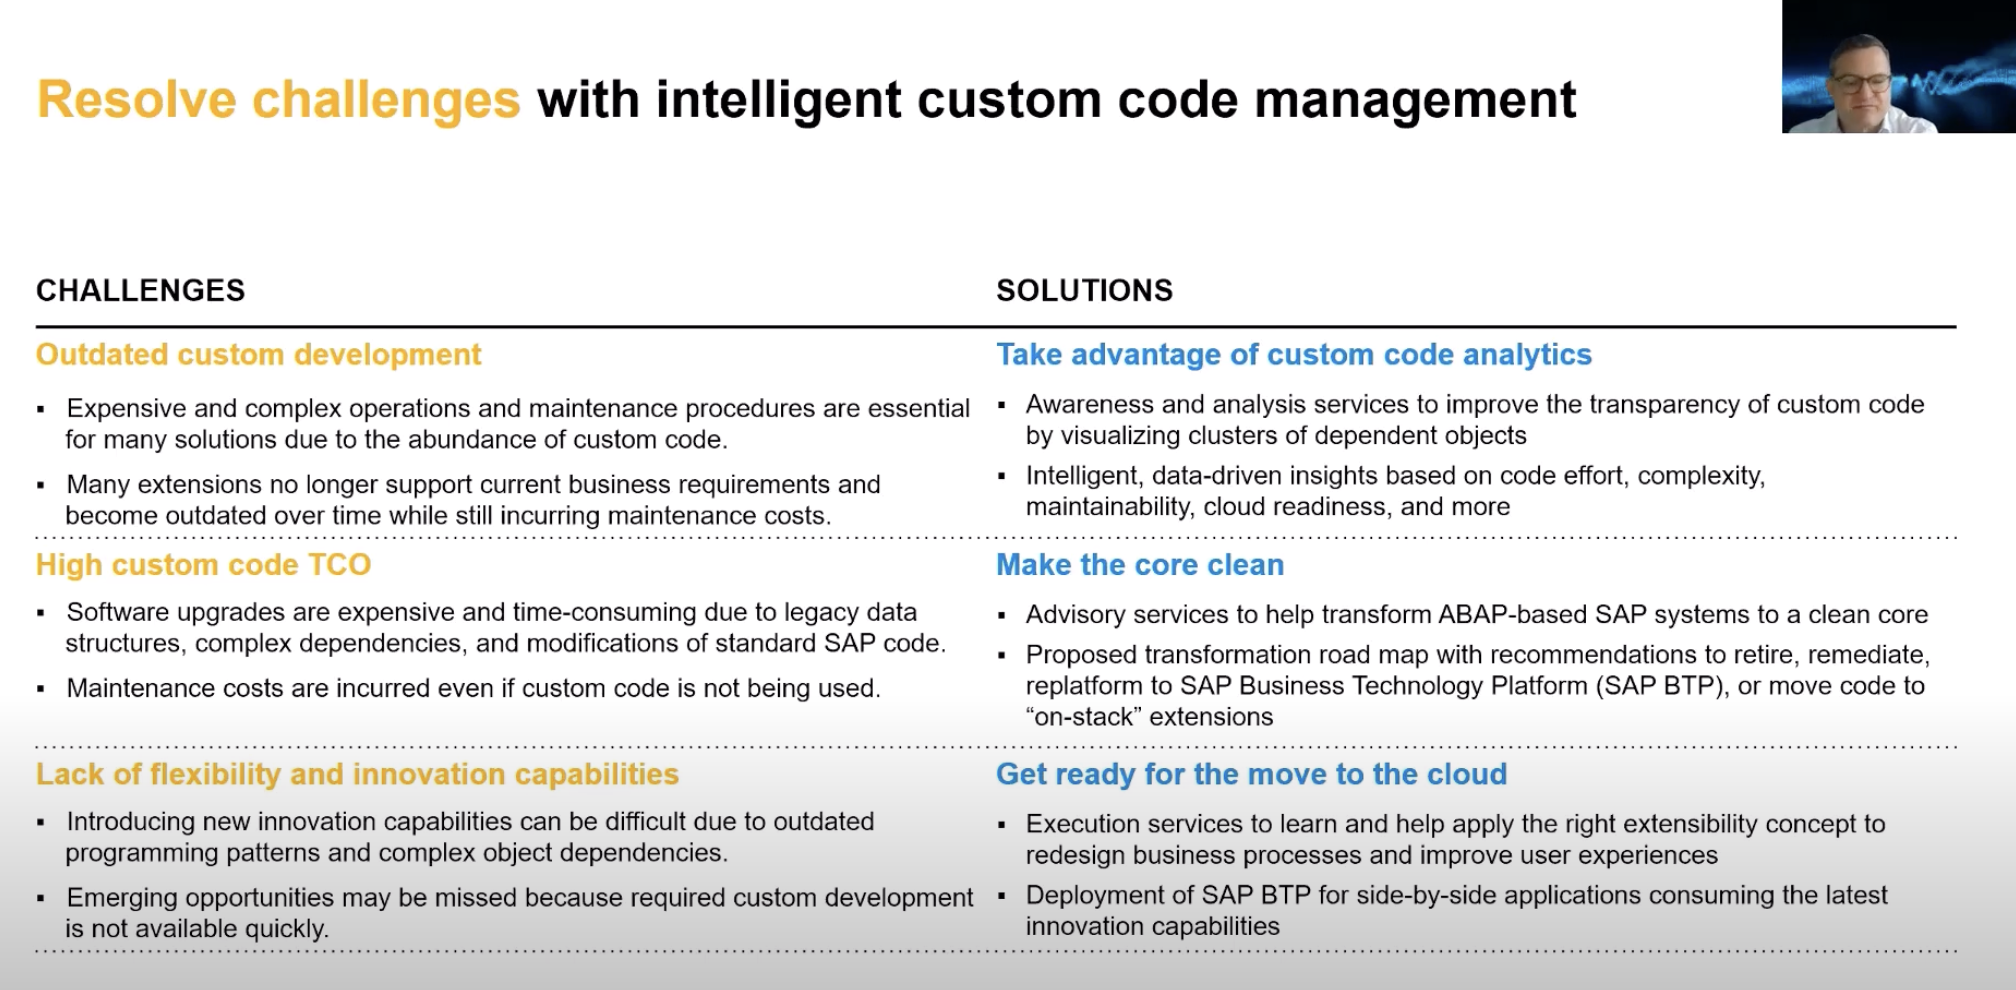 Resolve challenges with intelligent custom code management
CHALLENGES
SOLUTIONS
Outdated custom development
▪ Expensive and complex operations and maintenance procedures are essential
for many solutions due to the abundance of custom code.
▪ Many extensions no longer support current business requirements and
become outdated over time while still incurring maintenance costs.
Take advantage of custom code analytics
▪ Awareness and analysis services to improve the transparency of custom code
by visualizing clusters of dependent objects
▪ Intelligent, data-driven insights based on code effort, complexity,
maintainability, cloud readiness, and more
High custom code TCO
▪ Software upgrades are expensive and time-consuming due to legacy data
structures, complex dependencies, and modifications of standard SAP code.
▪ Maintenance costs are incurred even if custom code is not being used.
Make the core clean
▪ Advisory services to help transform ABAP-based SAP systems to a clean core
▪ Proposed transformation road map with recommendations to retire, remediate,
replatform to SAP Business Technology Platform (SAP BTP), or move code to
“on-stack” extensions
Lack of flexibility and innovation capabilities
▪ Introducing new innovation capabilities can be difficult due to outdated
programming patterns and complex object dependencies.
▪ Emerging opportunities may be missed because required custom development
is not available quickly.
Get ready for the move to the cloud
▪ Execution services to learn and help apply the right extensibility concept to
redesign business processes and improve user experiences
▪ Deployment of SAP BTP for side-by-side applications consuming the latest
innovation capabilities